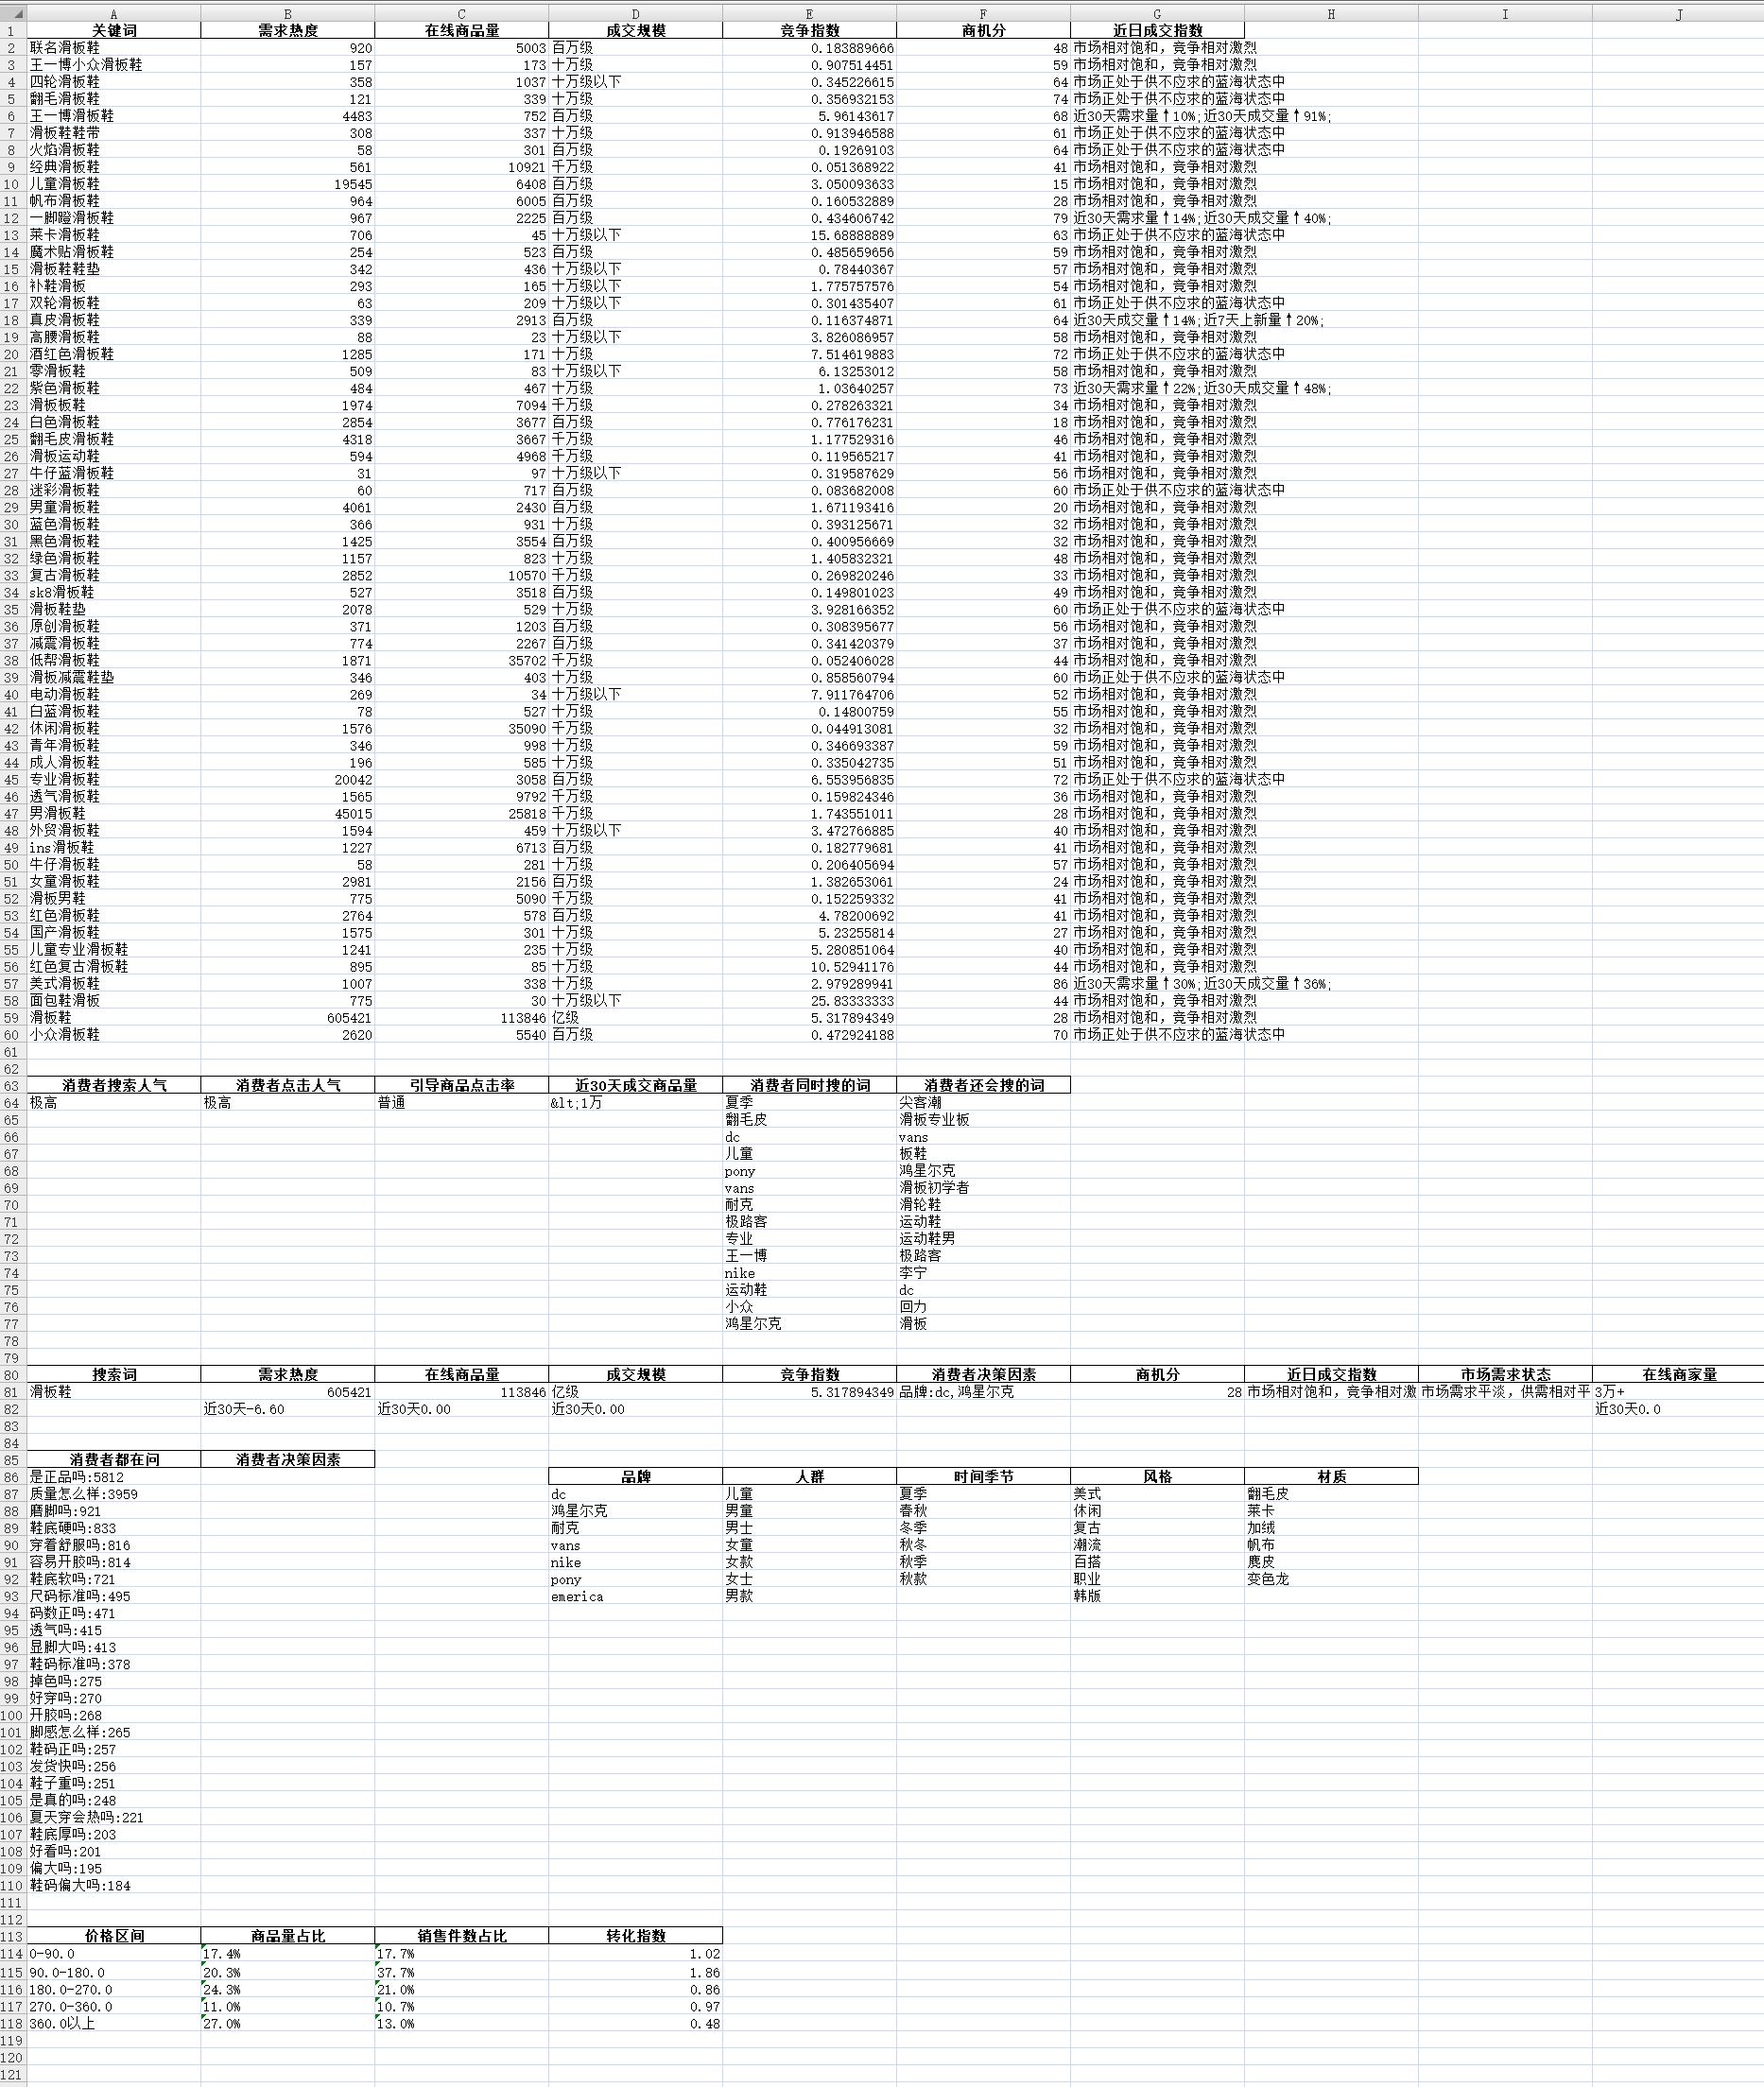 A B C D E F G H I J
1 关键词 需求热度 在线商品量 成交规模 竞争指数 商机分 近日成交指数
2 联名滑板鞋 920 5003 百万级 0.183889666 48 市场相对饱和，竞争相对激烈
3 王一博小众滑板鞋 157 173 十万级 0.907514451 59 市场相对饱和，竞争相对激烈
4 四轮滑板鞋 358 1037 十万级以下 0.345226615 64 市场正处于供不应求的蓝海状态中
5 翻毛滑板鞋 121 339 十万级 0.356932153 74 市场正处于供不应求的蓝海状态中
6 王一博滑板鞋 4483 752 百万级 5.96143617 68 近30天需求量↑10%;近30天成交量↑91%;
7 滑板鞋鞋带 308 337 十万级 0.913946588 61 市场正处于供不应求的蓝海状态中
8 火焰滑板鞋 58 301 百万级 0.19269103 64 市场正处于供不应求的蓝海状态中
9 经典滑板鞋 561 10921 千万级 0.051368922 41 市场相对饱和，竞争相对激烈
10 儿童滑板鞋 19545 6408 百万级 3.050093633 15 市场相对饱和，竞争相对激烈
11 帆布滑板鞋 964 6005 百万级 0.160532889 28 市场相对饱和，竞争相对激烈
12 一脚蹬滑板鞋 967 2225 百万级 0.434606742 79 近30天需求量↑14%;近30天成交量↑40%;
13 莱卡滑板鞋 706 45 十万级以下 15.68888889 63 市场正处于供不应求的蓝海状态中
14 魔术贴滑板鞋 254 523 百万级 0.485659656 59 市场相对饱和，竞争相对激烈
15 滑板鞋鞋垫 342 436 十万级以下 0.78440367 57 市场相对饱和，竞争相对激烈
16 补鞋滑板 293 165 十万级以下 1.775757576 54 市场相对饱和，竞争相对激烈
17 双轮滑板鞋 63 209 十万级以下 0.301435407 61 市场正处于供不应求的蓝海状态中
18 真皮滑板鞋 339 2913 百万级 0.116374871 64 近30天成交量↑14%;近7天上新量↑20%;
19 高腰滑板鞋 88 23 十万级以下 3.826086957 58 市场相对饱和，竞争相对激烈
20 酒红色滑板鞋 1285 171 十万级 7.514619883 72 市场正处于供不应求的蓝海状态中
21 零滑板鞋 509 83 十万级以下 6.13253012 58 市场相对饱和，竞争相对激烈
22 紫色滑板鞋 484 467 十万级 1.03640257 73 近30天需求量↑22%;近30天成交量↑48%;
23 滑板板鞋 1974 7094 千万级 0.278263321 34 市场相对饱和，竞争相对激烈
24 白色滑板鞋 2854 3677 百万级 0.776176231 18 市场相对饱和，竞争相对激烈
25 翻毛皮滑板鞋 4318 3667 千万级 1.177529316 46 市场相对饱和，竞争相对激烈
26 滑板运动鞋 594 4968 千万级 0.119565217 41 市场相对饱和，竞争相对激烈
27 牛仔蓝滑板鞋 31 97 十万级以下 0.319587629 56 市场相对饱和，竞争相对激烈
28 迷彩滑板鞋 60 717 百万级 0.083682008 60 市场正处于供不应求的蓝海状态中
29 男童滑板鞋 4061 2430 百万级 1.671193416 20 市场相对饱和，竞争相对激烈
30 蓝色滑板鞋 366 931 十万级 0.393125671 32 市场相对饱和，竞争相对激烈
31 黑色滑板鞋 1425 3554 百万级 0.400956669 32 市场相对饱和，竞争相对激烈
32 绿色滑板鞋 1157 823 十万级 1.405832321 48 市场相对饱和，竞争相对激烈
33 复古滑板鞋 2852 10570 千万级 0.269820246 33 市场相对饱和，竞争相对激烈
34 sk8滑板鞋 527 3518 百万级 0.149801023 49 市场相对饱和，竞争相对激烈
35 滑板鞋垫 2078 529 十万级 3.928166352 60 市场正处于供不应求的蓝海状态中
36 原创滑板鞋 371 1203 百万级 0.308395677 56 市场相对饱和，竞争相对激烈
37 减震滑板鞋 774 2267 百万级 0.341420379 37 市场相对饱和，竞争相对激烈
38 低帮滑板鞋 1871 35702 千万级 0.052406028 44 市场相对饱和，竞争相对激烈
39 滑板减震鞋垫 346 403 十万级 0.858560794 60 市场正处于供不应求的蓝海状态中
40 电动滑板鞋 269 34 十万级以下 7.911764706 52 市场相对饱和，竞争相对激烈
41 白蓝滑板鞋 78 527 十万级 0.14800759 55 市场相对饱和，竞争相对激烈
42 休闲滑板鞋 1576 35090 千万级 0.044913081 32 市场相对饱和，竞争相对激烈
43 青年滑板鞋 346 998 十万级 0.346693387 59 市场相对饱和，竞争相对激烈
44 成人滑板鞋 196 585 十万级 0.335042735 51 市场相对饱和，竞争相对激烈
45 专业滑板鞋 20042 3058 百万级 6.553956835 72 市场正处于供不应求的蓝海状态中
46 透气滑板鞋 1565 9792 千万级 0.159824346 36 市场相对饱和，竞争相对激烈
47 男滑板鞋 45015 25818 千万级 1.743551011 28 市场相对饱和，竞争相对激烈
48 外贸滑板鞋 1594 459 十万级以下 3.472766885 40 市场相对饱和，竞争相对激烈
49 ins滑板鞋 1227 6713 百万级 0.182779681 41 市场相对饱和，竞争相对激烈
50 牛仔滑板鞋 58 281 十万级 0.206405694 57 市场相对饱和，竞争相对激烈
51 女童滑板鞋 2981 2156 百万级 1.382653061 24 市场相对饱和，竞争相对激烈
52 滑板男鞋 775 5090 千万级 0.152259332 41 市场相对饱和，竞争相对激烈
53 红色滑板鞋 2764 578 百万级 4.78200692 41 市场相对饱和，竞争相对激烈
54 国产滑板鞋 1575 301 十万级 5.23255814 27 市场相对饱和，竞争相对激烈
55 儿童专业滑板鞋 1241 235 十万级 5.280851064 40 市场相对饱和，竞争相对激烈
56 红色复古滑板鞋 895 85 十万级 10.52941176 44 市场相对饱和，竞争相对激烈
57 美式滑板鞋 1007 338 十万级 2.979289941 86 近30天需求量↑30%;近30天成交量↑36%;
58 面包鞋滑板 775 30 十万级以下 25.83333333 44 市场相对饱和，竞争相对激烈
59 滑板鞋 605421 113846 亿级 5.317894349 28 市场相对饱和，竞争相对激烈
60 小众滑板鞋 2620 5540 百万级 0.472924188 70 市场正处于供不应求的蓝海状态中
61
62
63 消费者搜索人气 消费者点击人气 引导商品点击率 近30天成交商品量 消费者同时搜的词 消费者还会搜的词
64 极高 极高 普通 &lt;1万 夏季 尖客潮
65 翻毛皮 滑板专业板
66 dc vans
67 儿童 板鞋
68 pony 鸿星尔克
69 vans 滑板初学者
70 耐克 滑轮鞋
71 极路客 运动鞋
72 专业 运动鞋男
73 王一博 极路客
74 nike 李宁
75 运动鞋 dc
76 小众 回力
77 鸿星尔克 滑板
78
79
80 搜索词 需求热度 在线商品量 成交规模 竞争指数 消费者决策因素 商机分 近日成交指数 市场需求状态 在线商家量
81 滑板鞋 605421 113846 亿级 5.317894349 品牌:dc,鸿星尔克 28 市场相对饱和，竞争相对激 市场需求平淡，供需相对平 3万+
82 近30天-6.60 近30天0.00 近30天0.00 近30天0.0
83
84
85 消费者都在问 消费者决策因素
86 是正品吗:5812 品牌 人群 时间季节 风格 材质
87 质量怎么样:3959 dc 儿童 夏季 美式 翻毛皮
88 磨脚吗:921 鸿星尔克 男童 春秋 休闲 莱卡
89 鞋底硬吗:833 耐克 男士 冬季 复古 加绒
90 穿着舒服吗:816 vans 女童 秋冬 潮流 帆布
91 容易开胶吗:814 nike 女款 秋季 百搭 麂皮
92 鞋底软吗:721 pony 女士 秋款 职业 变色龙
93 尺码标准吗:495 emerica 男款 韩版
94 码数正吗:471
95 透气吗:415
96 显脚大吗:413
97 鞋码标准吗:378
98 掉色吗:275
99 好穿吗:270
100 开胶吗:268
101 脚感怎么样:265
102 鞋码正吗:257
103 发货快吗:256
104 鞋子重吗:251
105 是真的吗:248
106 夏天穿会热吗:221
107 鞋底厚吗:203
108 好看吗:201
109 偏大吗:195
110 鞋码偏大吗:184
111
112
113 价格区间 商品量占比 销售件数占比 转化指数
114 0-90.0 17.4% 17.7% 1.02
115 90.0-180.0 20.3% 37.7% 1.86
116 180.0-270.0 24.3% 21.0% 0.86
117 270.0-360.0 11.0% 10.7% 0.97
118 360.0以上 27.0% 13.0% 0.48
119
120
121